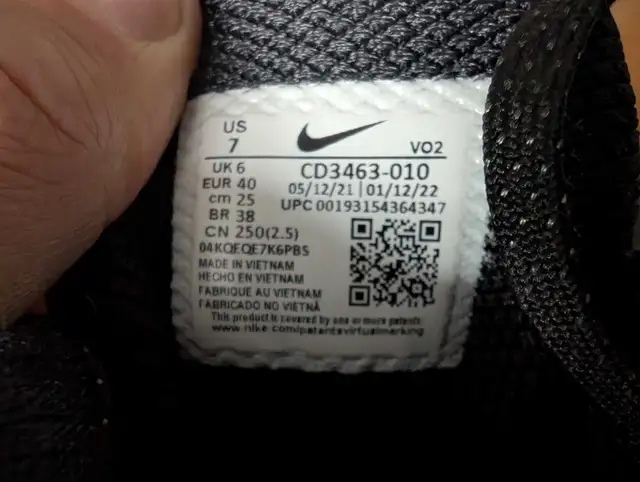 US
7
VO2
UK 6
EUR 40
cm 25
BR 38
CN 250(2.5)
CD3463-010
05/12/21 | 01/12/22
UPC 00193154364347
04KQEQE7K6PBS
MADE IN VIETNAM
HECHO EN VIETNAM
FABRIQUE AU VIETNAM
FABRICADO NO VIETNÃ
This product is covered by one or more patents
www.nike.com/patentsvirtualmarking